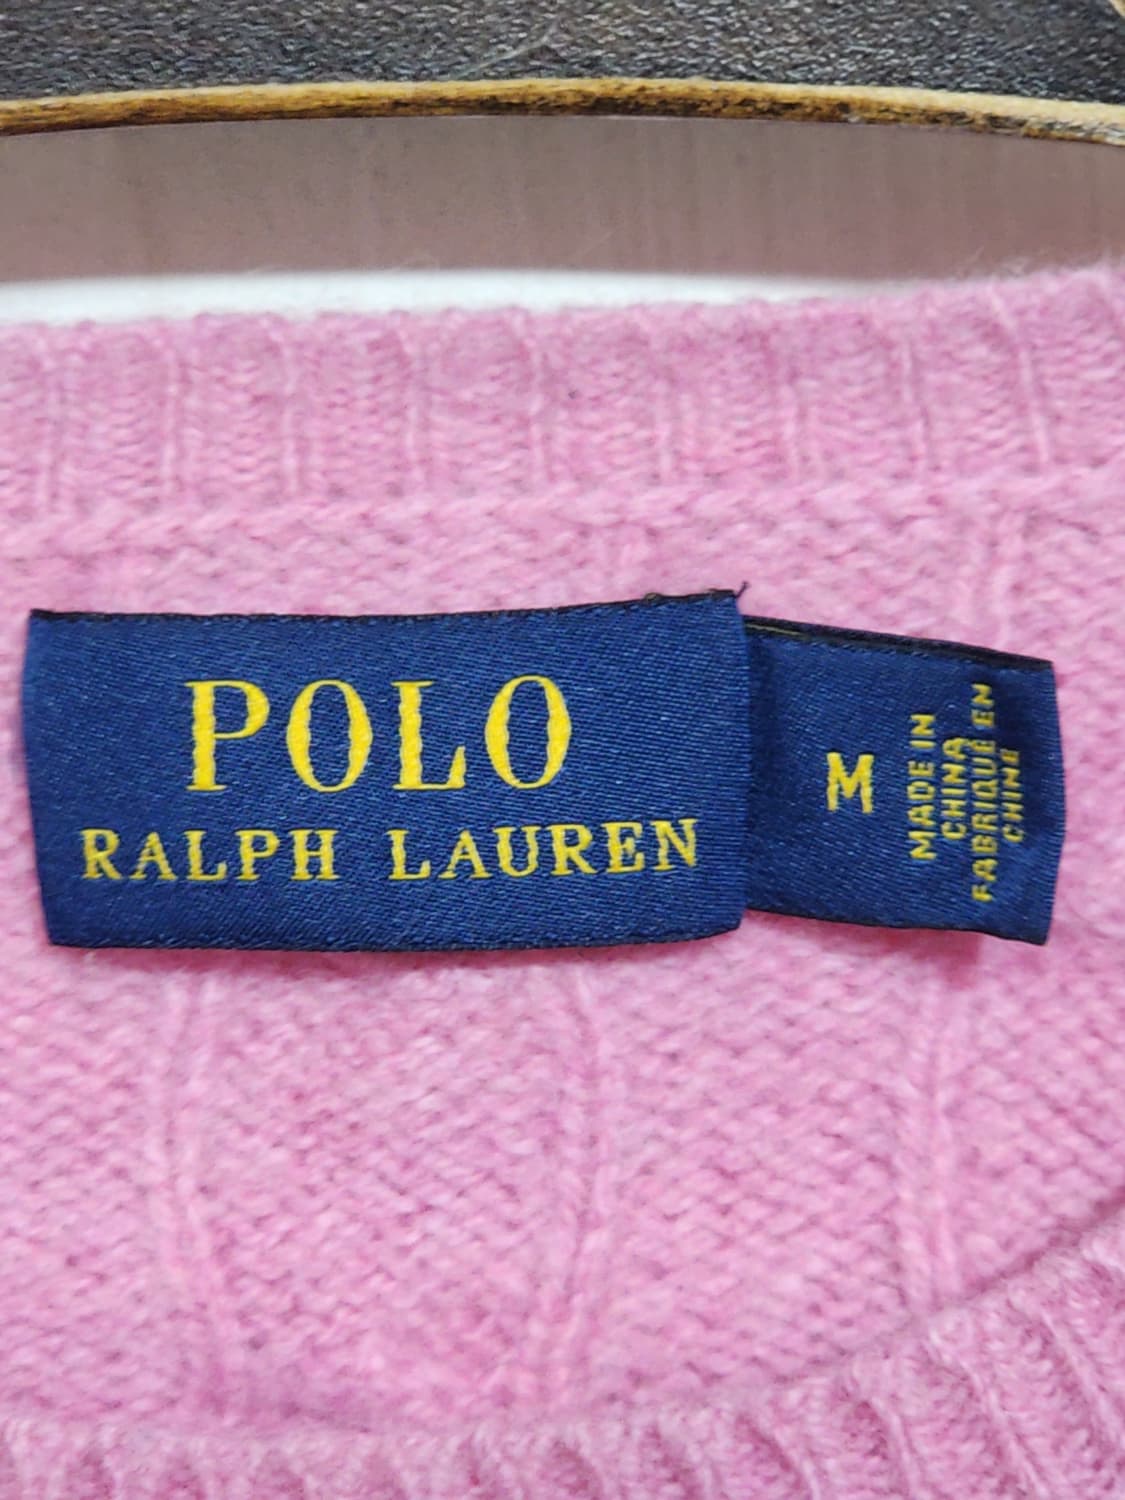 POLO
RALPH LAUREN
M
MADE IN
CHINA
FABRIQUÉ EN
CHINE